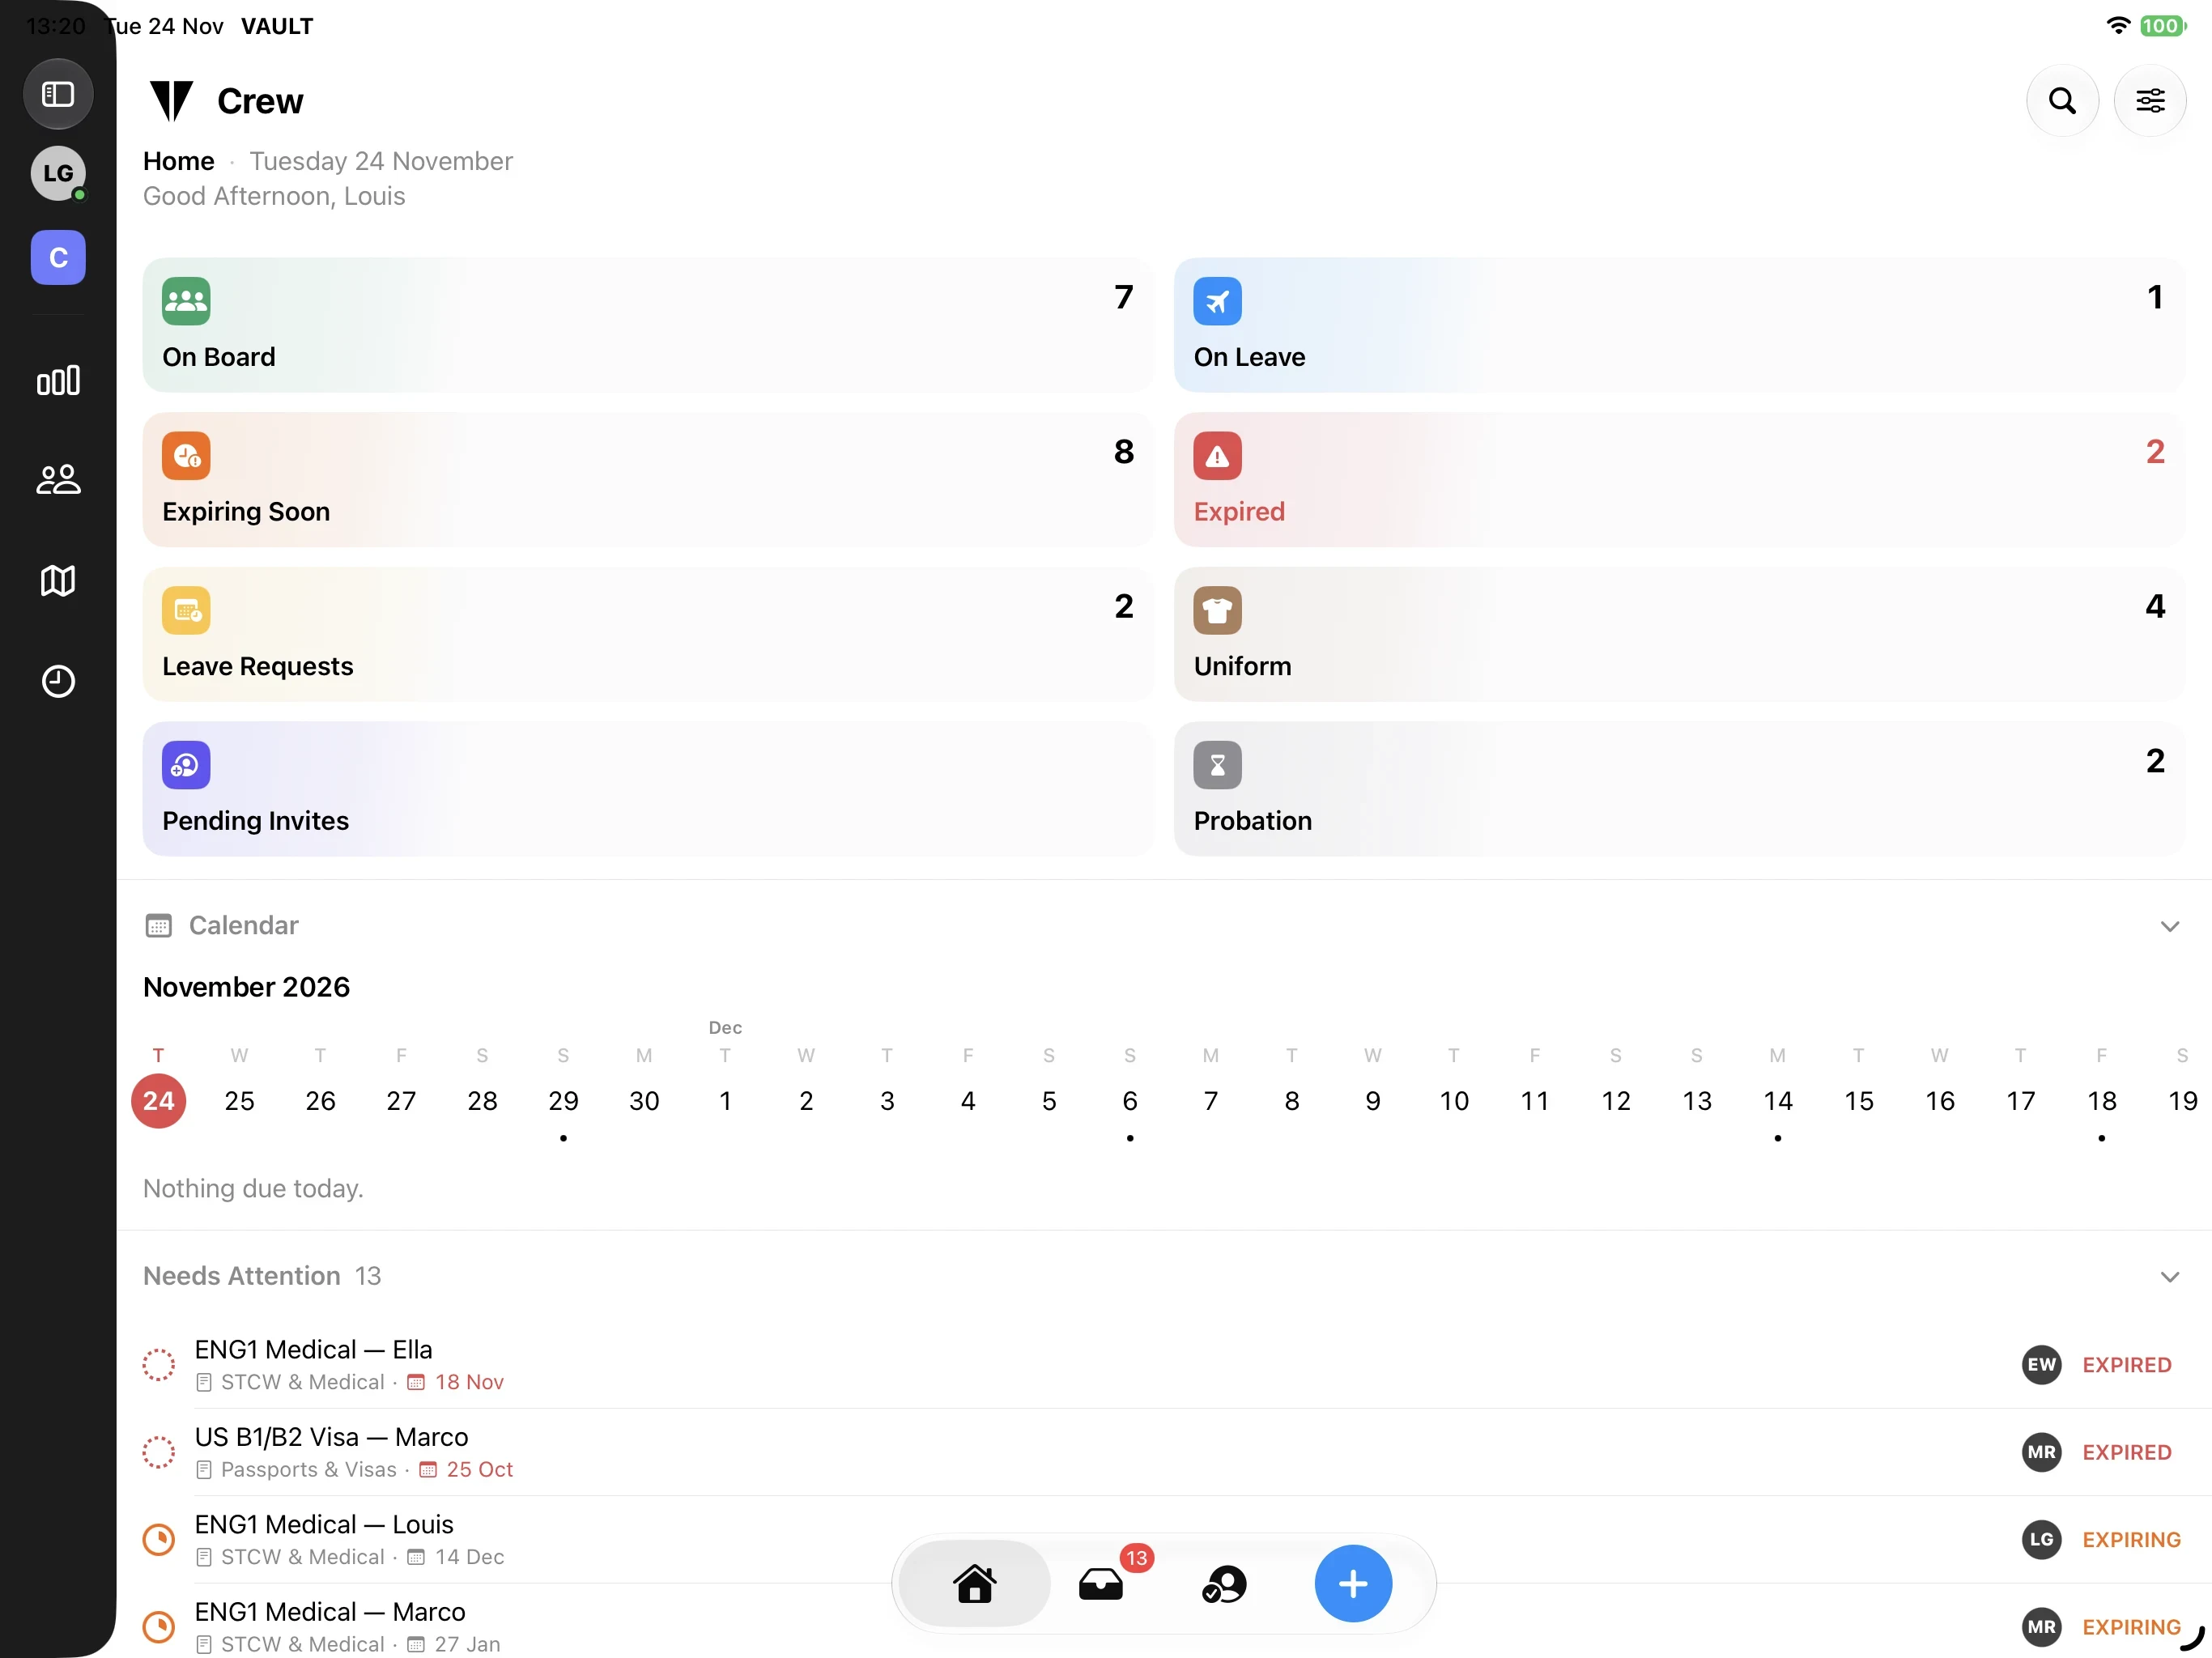 13:20 Tue 24 Nov VAULT
100
Crew
LG
Home · Tuesday 24 November
Good Afternoon, Louis
C
7
On Board
1
On Leave
8
Expiring Soon
2
Expired
2
Leave Requests
4
Uniform
Pending Invites
2
Probation
Calendar
November 2026
Dec
T W T F S S M T W T F S S M T W T F S S M T W T F S
24 25 26 27 28 29 30 1 2 3 4 5 6 7 8 9 10 11 12 13 14 15 16 17 18 19
Nothing due today.
Needs Attention 13
ENG1 Medical — Ella
STCW & Medical · 18 Nov
EW EXPIRED
US B1/B2 Visa — Marco
Passports & Visas · 25 Oct
MR EXPIRED
ENG1 Medical — Louis
STCW & Medical · 14 Dec
LG EXPIRING
13
ENG1 Medical — Marco
STCW & Medical · 27 Jan
MR EXPIRING